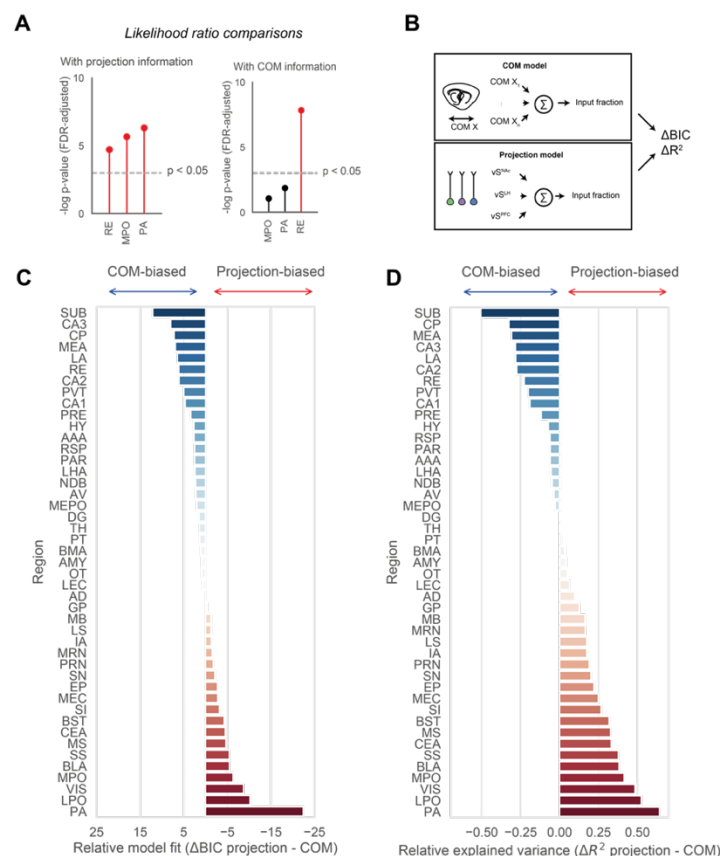 A
Likelihood ratio comparisons
With projection information
-log p-value (FDR-adjusted)
10
5
0
p < 0.05
RE
MPO
PA
With COM information
-log p-value (FDR-adjusted)
10
5
0
p < 0.05
MPO
PA
RE
B
COM model
COM X
COM X₁
COM Xₙ
Σ
Input fraction
Projection model
vSᴺᴬᶜ
vSᴸᴴ
vSᴾᶠᶜ
Σ
Input fraction
ΔBIC
ΔR²
C
COM-biased
Projection-biased
Region
SUB
CA3
CP
MEA
LA
RE
CA2
PVT
CA1
PRE
HY
AAA
RSP
PAR
LHA
NDB
AV
MEPO
DG
TH
PT
BMA
AMY
OT
LEC
AD
GP
MB
LS
IA
MRN
PRN
SN
EP
MEC
SI
BST
CEA
MS
SS
BLA
MPO
VIS
LPO
PA
25 15 5 -5 -15 -25
Relative model fit (ΔBIC projection - COM)
D
COM-biased
Projection-biased
Region
SUB
CP
MEA
CA3
LA
CA2
RE
PVT
CA1
PRE
HY
RSP
PAR
AAA
LHA
NDB
AV
MEPO
DG
TH
PT
BMA
AMY
OT
LEC
AD
GP
MB
MRN
LS
IA
PRN
SN
EP
MEC
SI
BST
MS
CEA
SS
BLA
MPO
VIS
LPO
PA
−0.50 −0.25 0.00 0.25 0.50
Relative explained variance (ΔR² projection - COM)